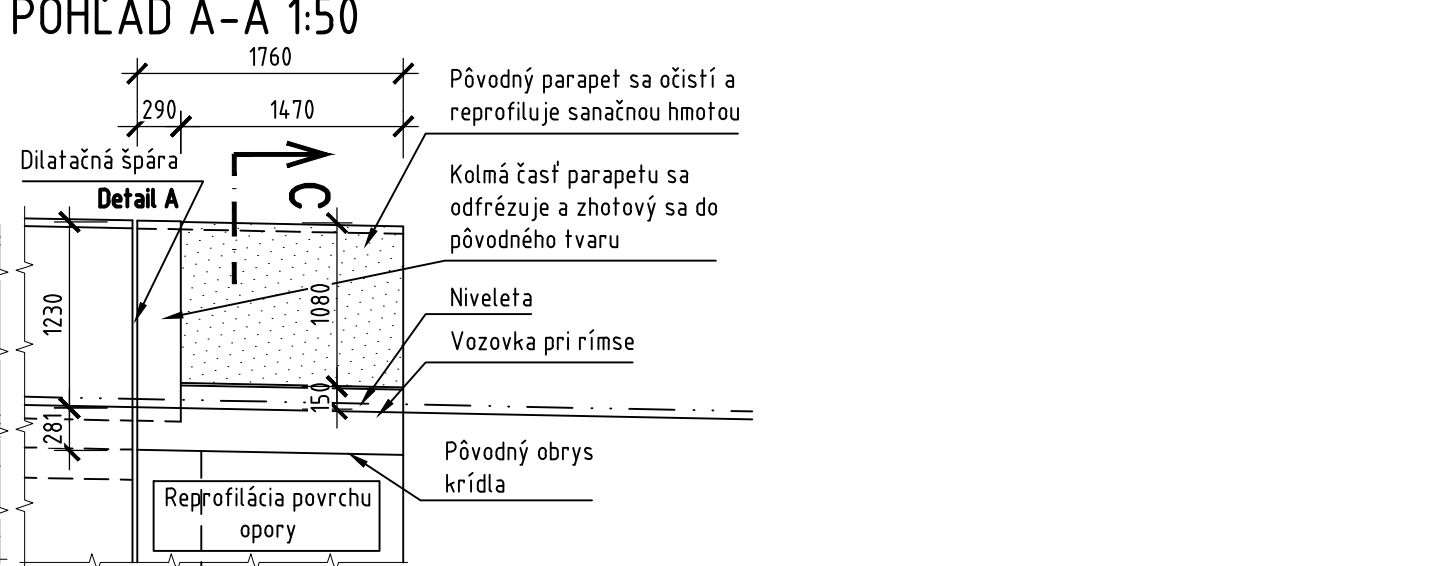 POHĽAD A-A 1:50
1760
290
1470
Pôvodný parapet sa očistí a
reprofiluje sanačnou hmotou
Dilatačná špára
Detail A
C
Kolmá časť parapetu sa
odfrézuje a zhotový sa do
pôvodného tvaru
1230
1080
Niveleta
Vozovka pri rímse
150
281
Pôvodný obrys
krídla
Reprofilácia povrchu
opory